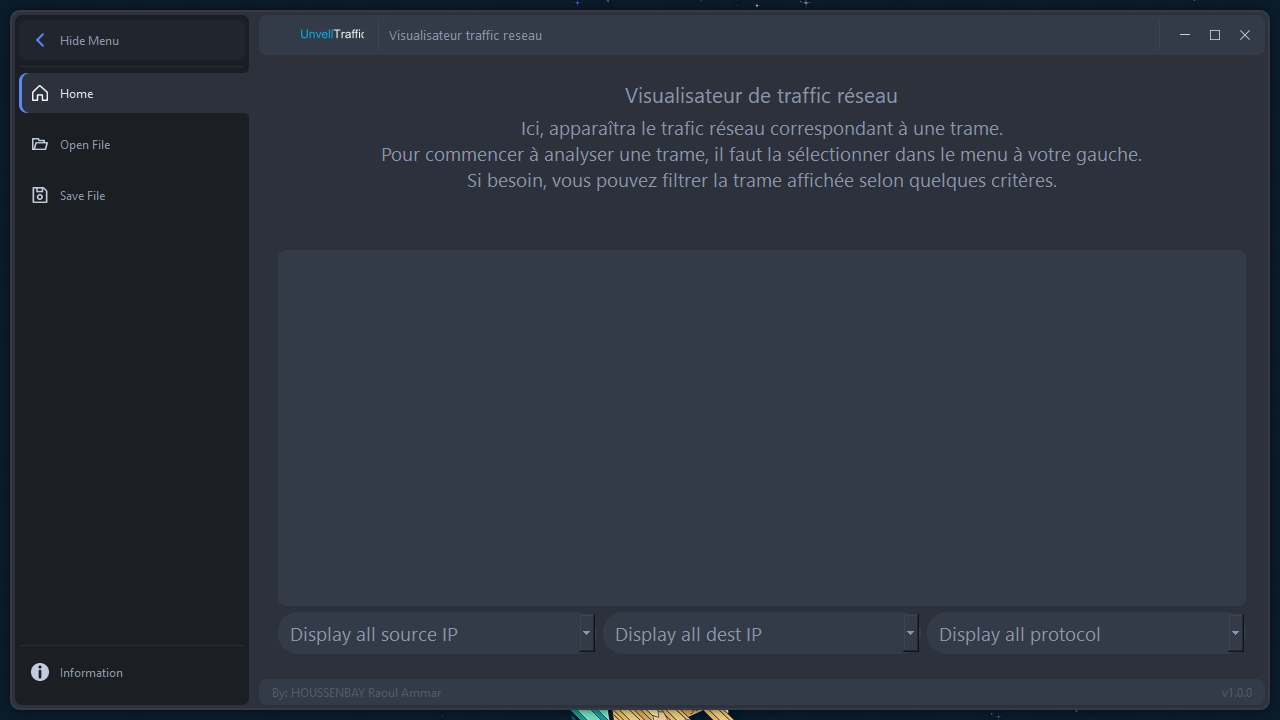 Hide Menu
Home
Open File
Save File
Information
UnveilTraffic
Visualisateur traffic reseau
Visualisateur de traffic réseau
Ici, apparaîtra le trafic réseau correspondant à une trame.
Pour commencer à analyser une trame, il faut la sélectionner dans le menu à votre gauche.
Si besoin, vous pouvez filtrer la trame affichée selon quelques critères.
Display all source IP
Display all dest IP
Display all protocol
By: HOUSSENBAY Raoul Ammar
v1.0.0